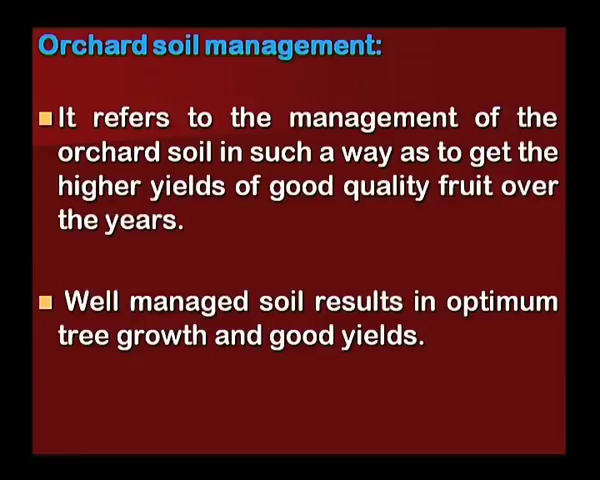 Orchard soil management:
It refers to the management of the
orchard soil in such a way as to get the
higher yields of good quality fruit over
the years.
Well managed soil results in optimum
tree growth and good yields.